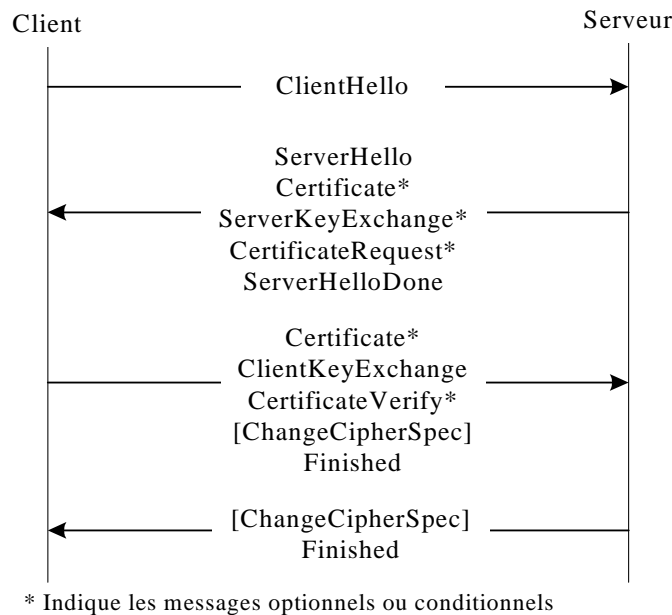 Client
Serveur
ClientHello
ServerHello
Certificate*
ServerKeyExchange*
CertificateRequest*
ServerHelloDone
Certificate*
ClientKeyExchange
CertificateVerify*
[ChangeCipherSpec]
Finished
[ChangeCipherSpec]
Finished
* Indique les messages optionnels ou conditionnels